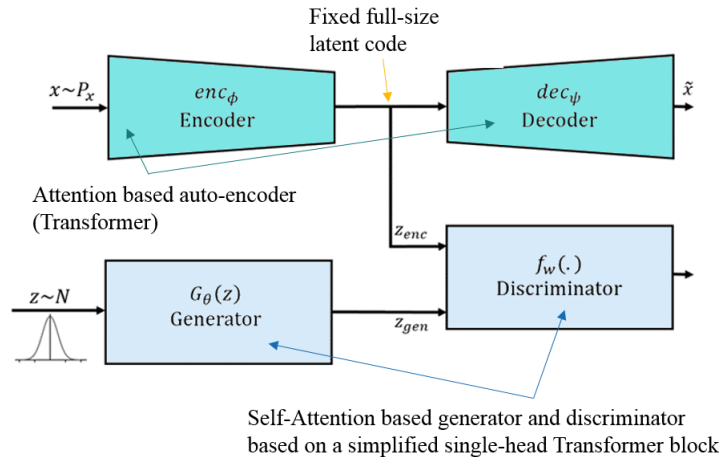 Fixed full-size
latent code
x~Pₓ
enc_ϕ
Encoder
dec_ψ
Decoder
x̃
Attention based auto-encoder
(Transformer)
z_enc
z~N
G_θ(z)
Generator
z_gen
f_w(.)
Discriminator
Self-Attention based generator and discriminator
based on a simplified single-head Transformer block